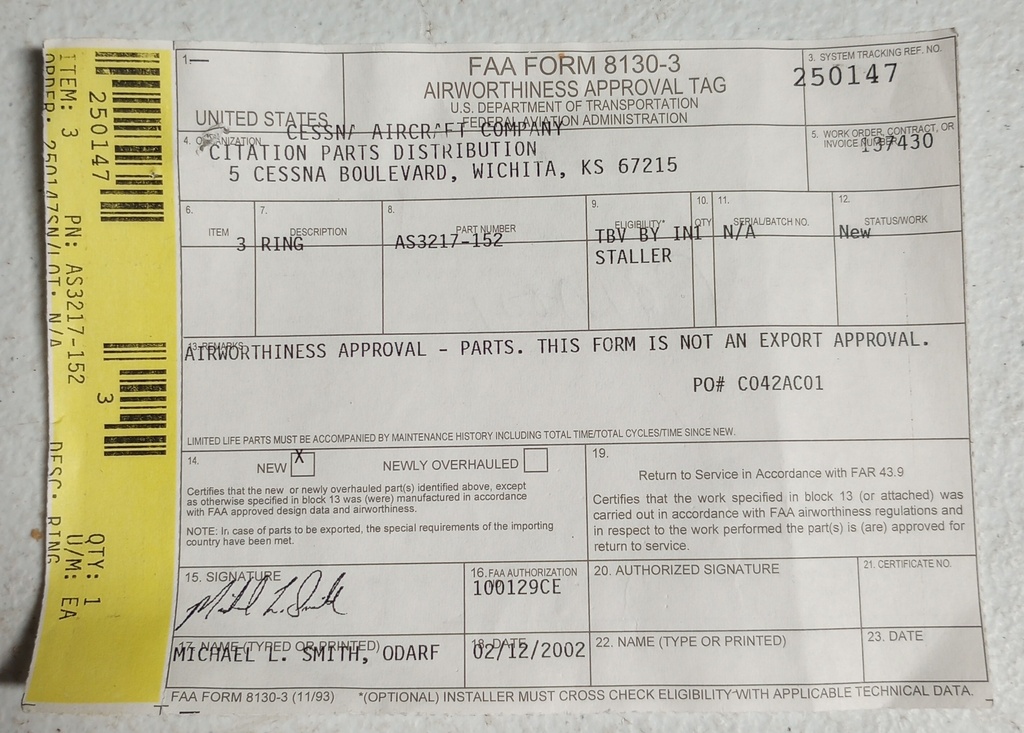 ITEM: 3
PN: AS3217-152
QTY: 1
250147
3
U/M: EA
ORDER: 250147
SN/LOT: N/A
DESC: RING
1.
UNITED STATES
FAA FORM 8130-3
AIRWORTHINESS APPROVAL TAG
U.S. DEPARTMENT OF TRANSPORTATION
FEDERAL AVIATION ADMINISTRATION
3. SYSTEM TRACKING REF. NO.
250147
4. ORGANIZATION
CESSNA AIRCRAFT COMPANY
CITATION PARTS DISTRIBUTION
5 CESSNA BOULEVARD, WICHITA, KS 67215
5. WORK ORDER, CONTRACT, OR
INVOICE NUMBER
137430
6. ITEM
7. DESCRIPTION
8. PART NUMBER
9. ELIGIBILITY*
10. QTY
11. SERIAL/BATCH NO.
12. STATUS/WORK
3 RING AS3217-152 TBV BY IN1 N/A New
STALLER
13. REMARKS
AIRWORTHINESS APPROVAL - PARTS. THIS FORM IS NOT AN EXPORT APPROVAL.
PO# C042AC01
LIMITED LIFE PARTS MUST BE ACCOMPANIED BY MAINTENANCE HISTORY INCLUDING TOTAL TIME/TOTAL CYCLES/TIME SINCE NEW.
14.
NEW X NEWLY OVERHAULED
Certifies that the new or newly overhauled part(s) identified above, except
as otherwise specified in block 13 was (were) manufactured in accordance
with FAA approved design data and airworthiness.
NOTE: In case of parts to be exported, the special requirements of the importing
country have been met.
19.
Return to Service in Accordance with FAR 43.9
Certifies that the work specified in block 13 (or attached) was
carried out in accordance with FAA airworthiness regulations and
in respect to the work performed the part(s) is (are) approved for
return to service.
15. SIGNATURE
Michael L. Smith
16. FAA AUTHORIZATION
100129CE
20. AUTHORIZED SIGNATURE
21. CERTIFICATE NO.
17. NAME (TYPED OR PRINTED)
MICHAEL L. SMITH, ODARF
18. DATE
02/12/2002
22. NAME (TYPE OR PRINTED)
23. DATE
FAA FORM 8130-3 (11/93) *(OPTIONAL) INSTALLER MUST CROSS CHECK ELIGIBILITY WITH APPLICABLE TECHNICAL DATA.